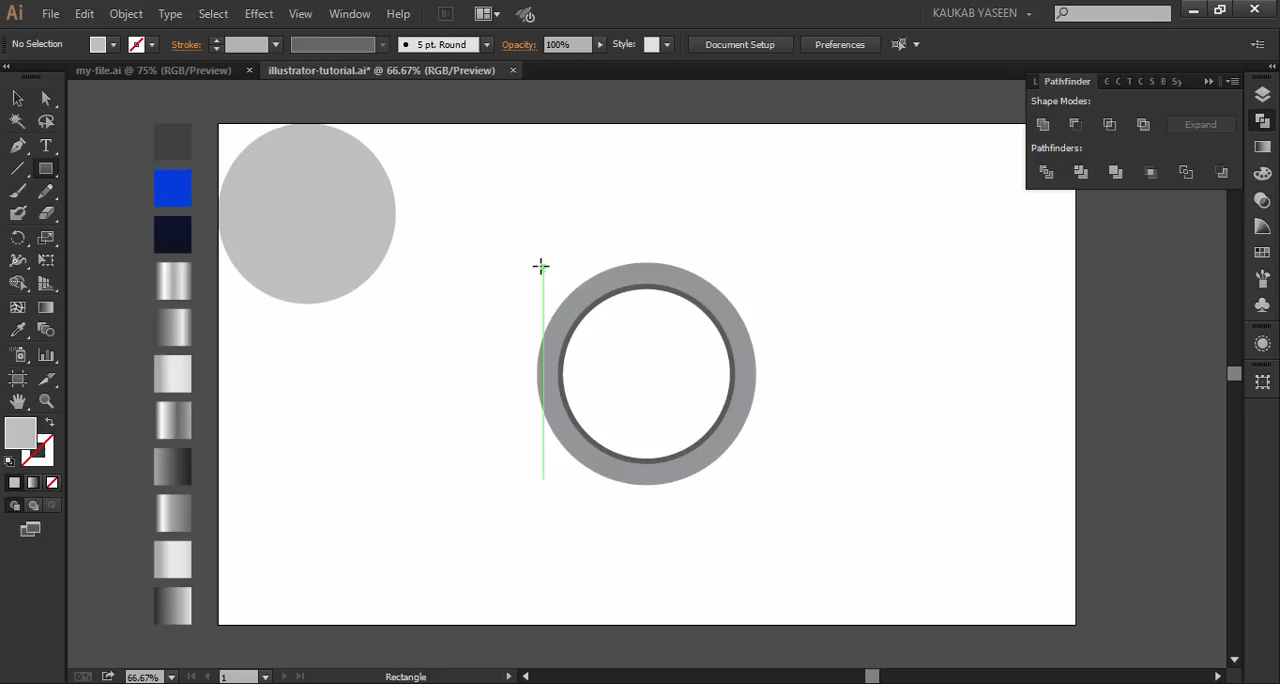 Ai File Edit Object Type Select Effect View Window Help Br KAUKAB YASEEN
No Selection Stroke: 5 pt. Round Opacity: 100% Style: Document Setup Preferences
my-file.ai @ 75% (RGB/Preview) × illustrator-tutorial.ai* @ 66.67% (RGB/Preview) ×
L Pathfinder C C T C S B Sy
Shape Modes:
Expand
Pathfinders:
66.67% 1 Rectangle